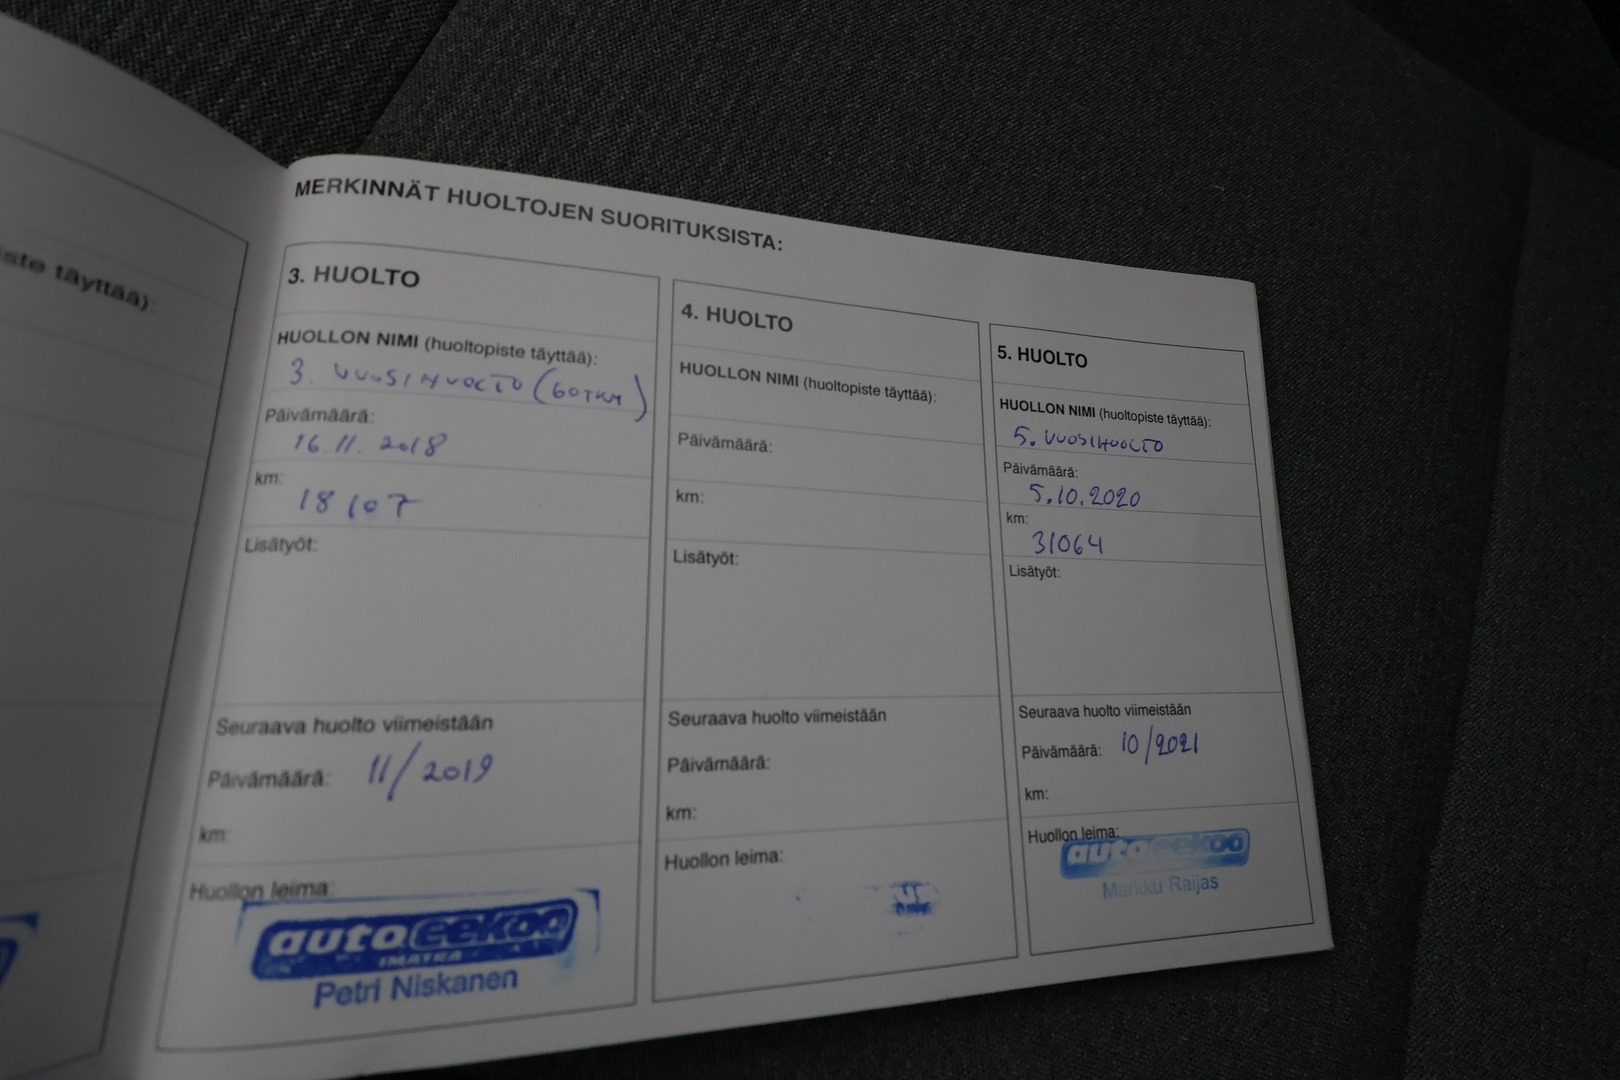 iste täyttää):
MERKINNÄT HUOLTOJEN SUORITUKSISTA:
3. HUOLTO
HUOLLON NIMI (huoltopiste täyttää):
3. VUOSIHUOLTO (60TKM)
Päivämäärä:
16.11.2018
km:
18107
Lisätyöt:
Seuraava huolto viimeistään
Päivämäärä: 11/2019
km:
Huollon leima:
autoeekoo
IMATRA
Petri Niskanen
4. HUOLTO
HUOLLON NIMI (huoltopiste täyttää):
Päivämäärä:
km:
Lisätyöt:
Seuraava huolto viimeistään
Päivämäärä:
km:
Huollon leima:
5. HUOLTO
HUOLLON NIMI (huoltopiste täyttää):
5. VUOSIHUOLTO
Päivämäärä:
5.10.2020
km:
31064
Lisätyöt:
Seuraava huolto viimeistään
Päivämäärä: 10/2021
km:
Huollon leima:
autoeekoo
Markku Raijas